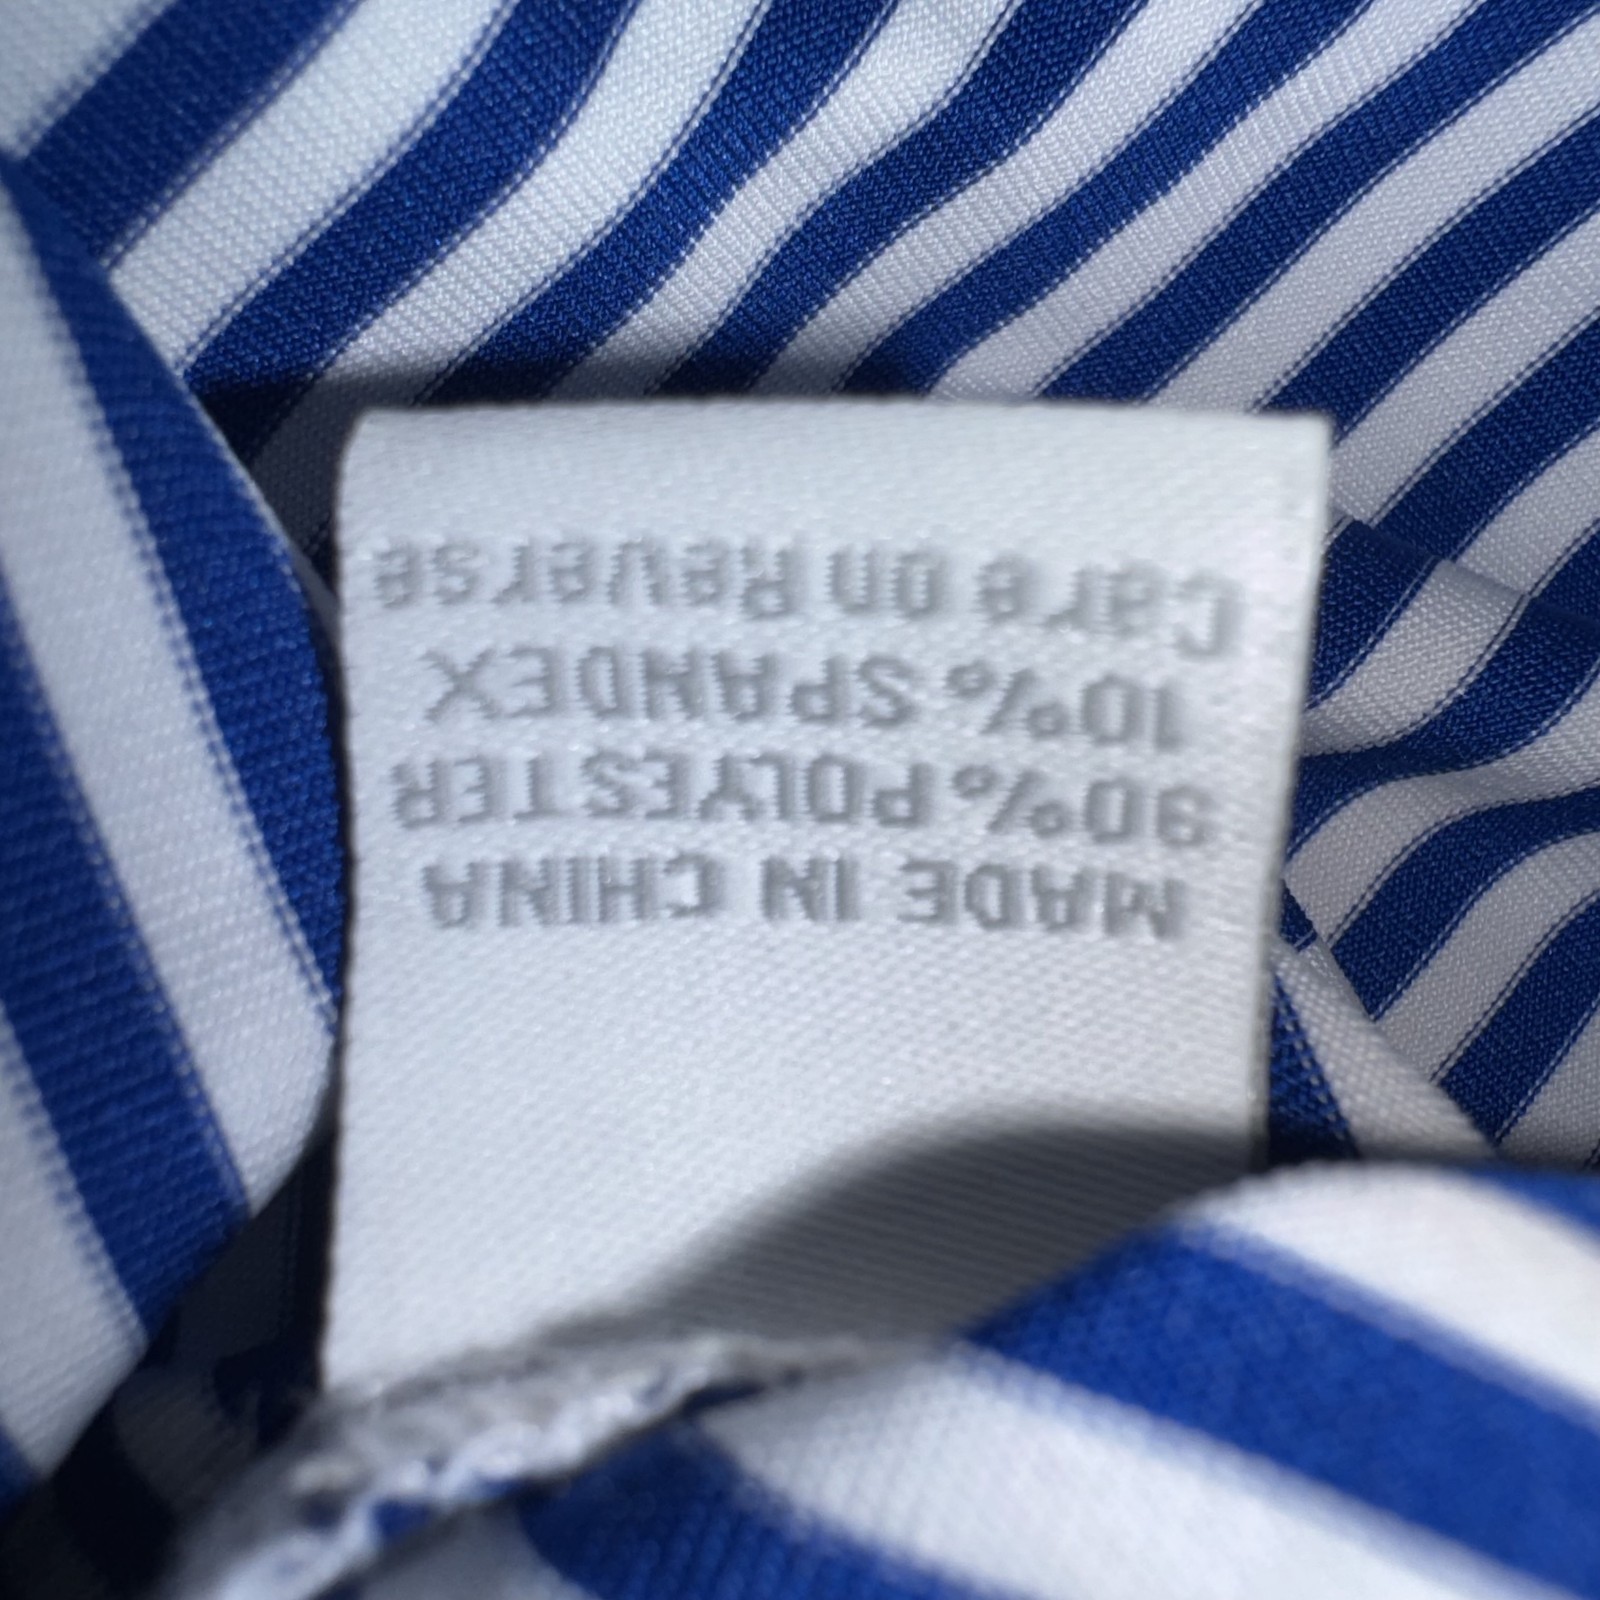 MADE IN CHINA
90% POLYESTER
10% SPANDEX
Care on Reverse